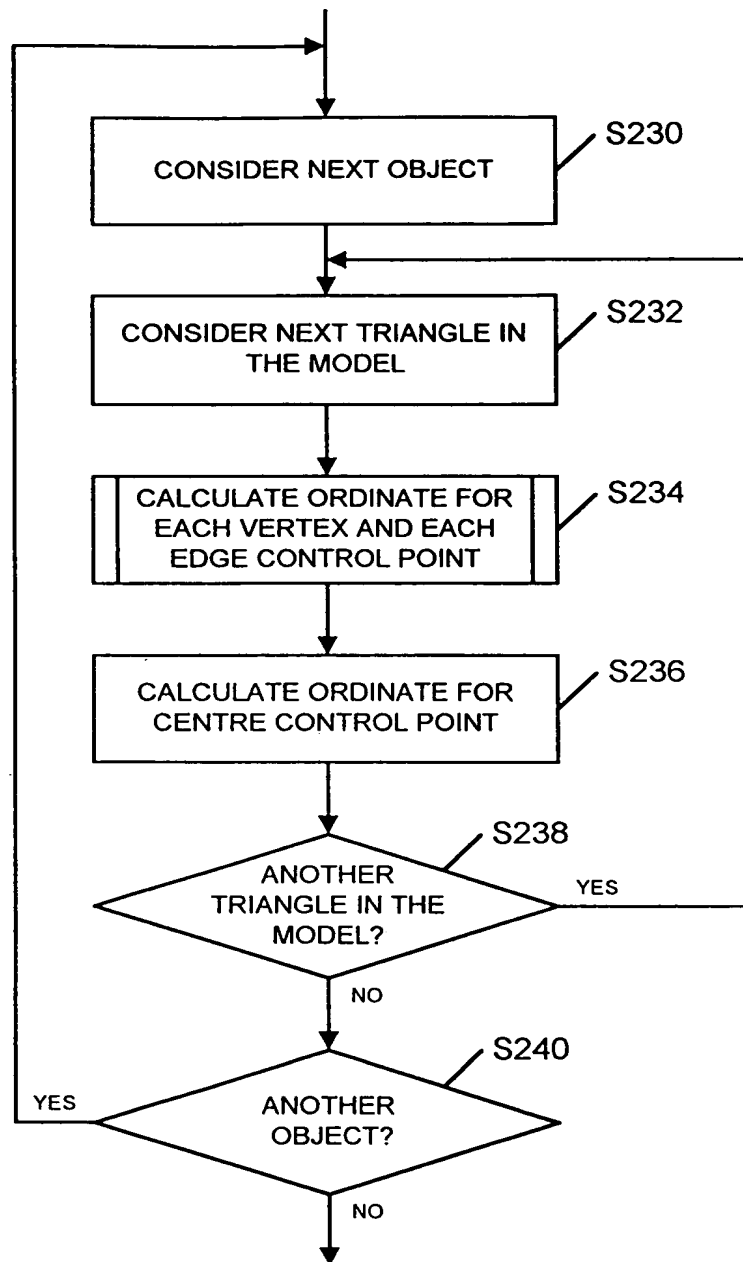 S230
CONSIDER NEXT OBJECT
S232
CONSIDER NEXT TRIANGLE IN
THE MODEL
S234
CALCULATE ORDINATE FOR
EACH VERTEX AND EACH
EDGE CONTROL POINT
S236
CALCULATE ORDINATE FOR
CENTRE CONTROL POINT
S238
ANOTHER
TRIANGLE IN THE
MODEL?
YES
NO
S240
YES
ANOTHER
OBJECT?
NO